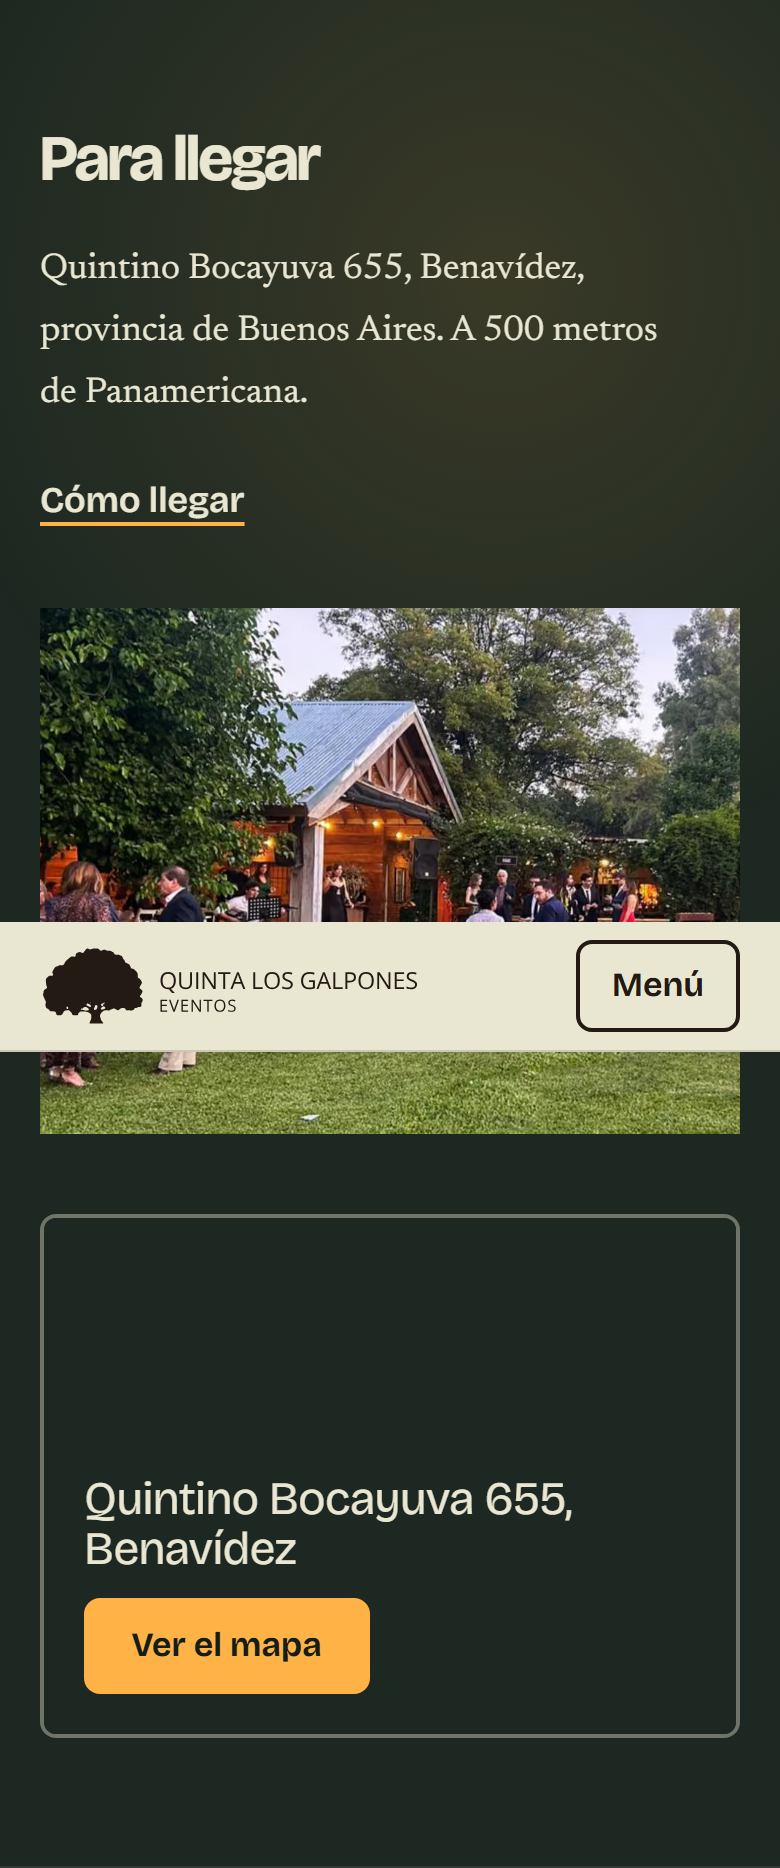 Para llegar
Quintino Bocayuva 655, Benavídez,
provincia de Buenos Aires. A 500 metros
de Panamericana.
Cómo llegar
QUINTA LOS GALPONES
EVENTOS
Menú
Quintino Bocayuva 655,
Benavídez
Ver el mapa